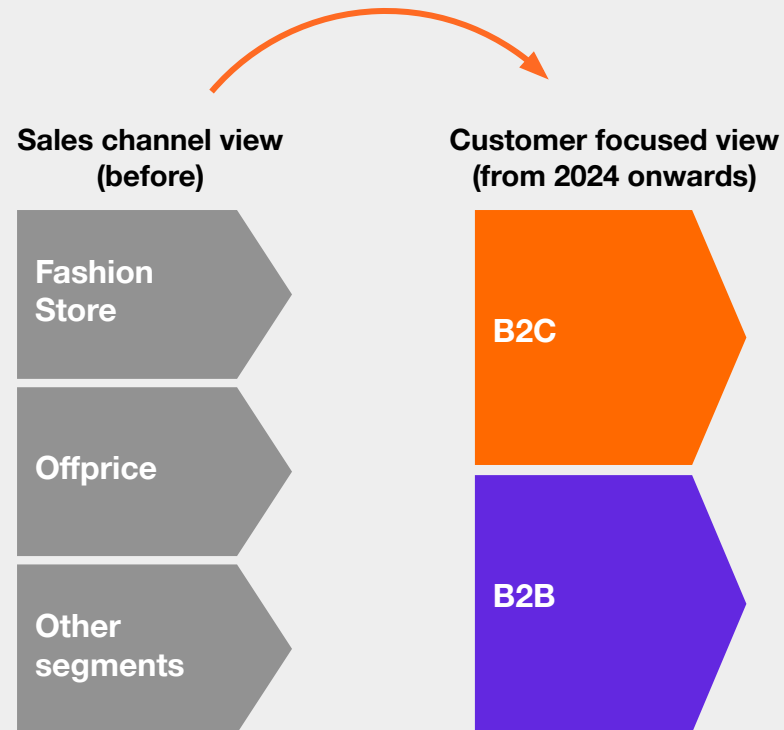 Sales channel view
(before)
Fashion
Store
Offprice
Other
segments
Customer focused view
(from 2024 onwards)
B2C
B2B